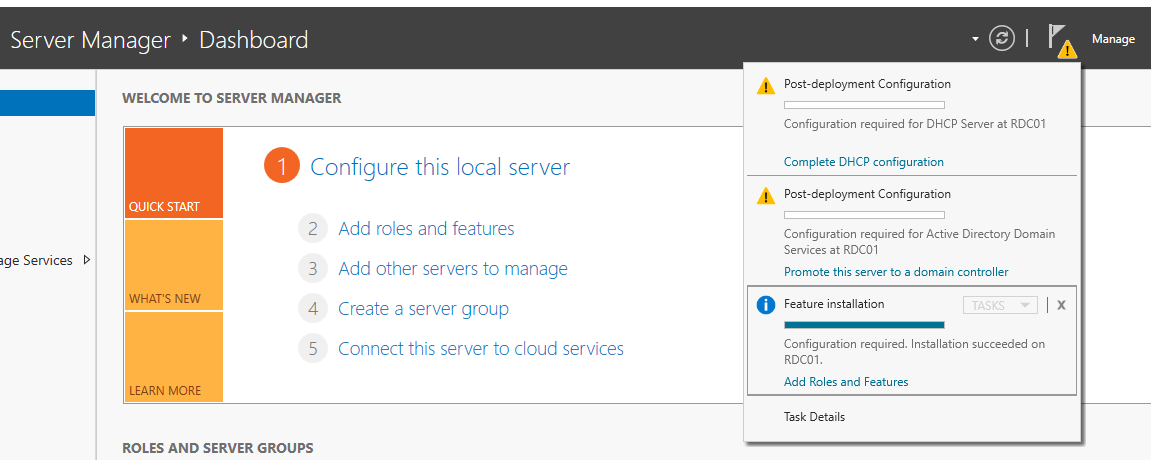 Server Manager ‣ Dashboard
Manage
WELCOME TO SERVER MANAGER
QUICK START
WHAT'S NEW
LEARN MORE
1 Configure this local server
2 Add roles and features
3 Add other servers to manage
4 Create a server group
5 Connect this server to cloud services
age Services
ROLES AND SERVER GROUPS
Post-deployment Configuration
Configuration required for DHCP Server at RDC01
Complete DHCP configuration
Post-deployment Configuration
Configuration required for Active Directory Domain
Services at RDC01
Promote this server to a domain controller
Feature installation
TASKS
X
Configuration required. Installation succeeded on
RDC01.
Add Roles and Features
Task Details